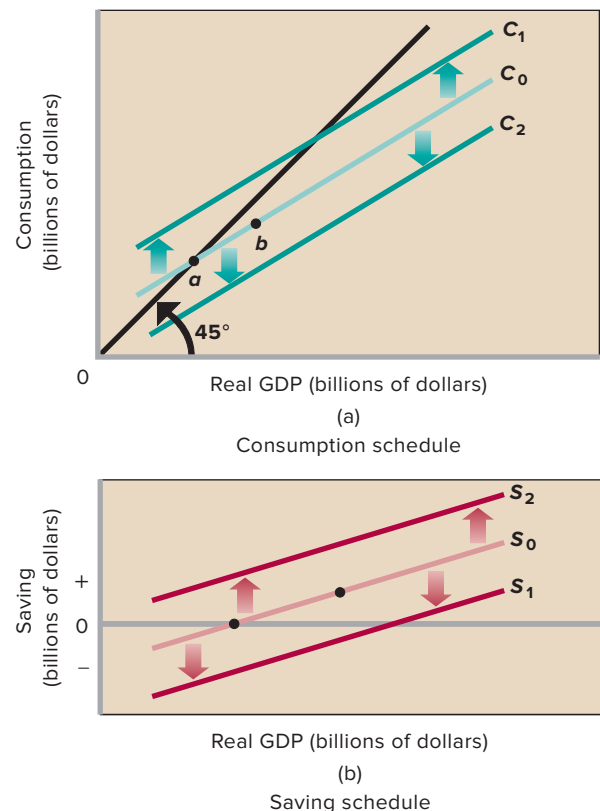 C1
C0
C2
Consumption
(billions of dollars)
b
a
45°
0
Real GDP (billions of dollars)
(a)
Consumption schedule
S2
S0
S1
Saving
(billions of dollars)
+
0
–
Real GDP (billions of dollars)
(b)
Saving schedule